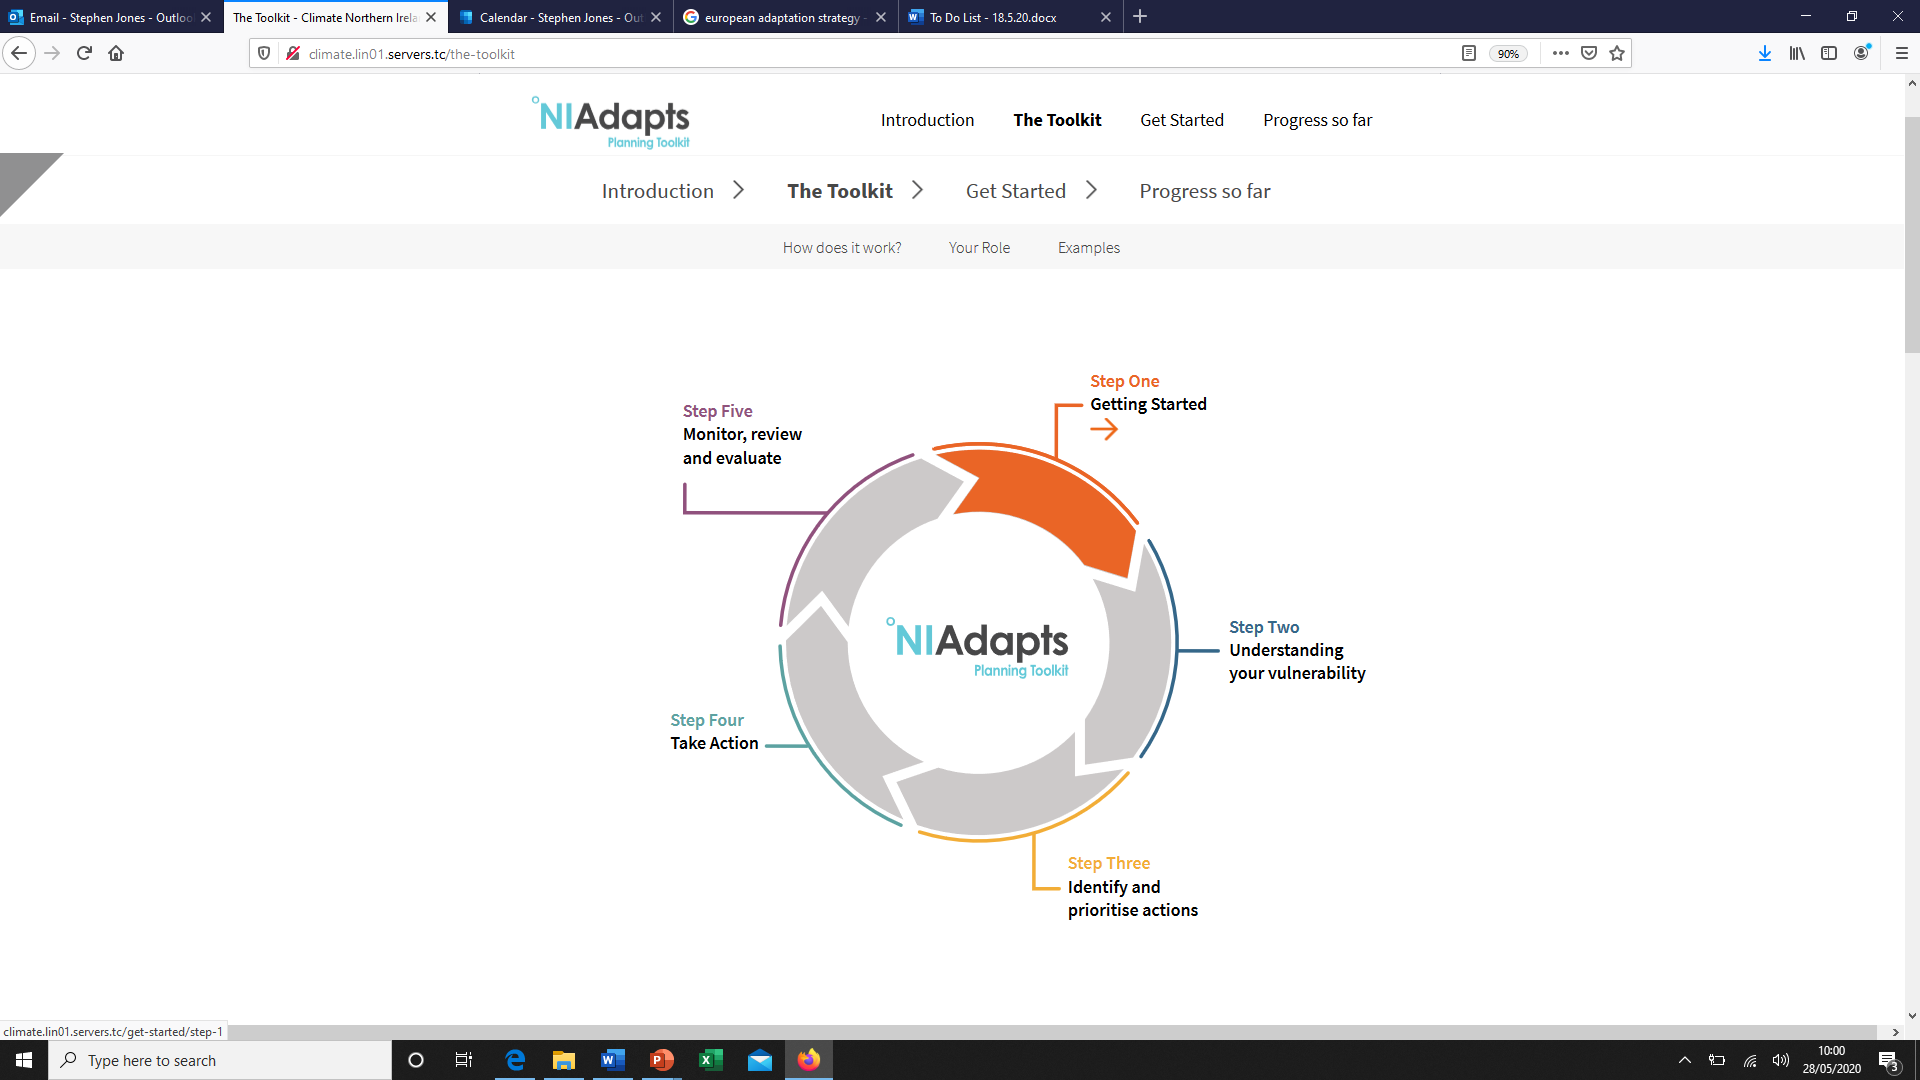 Email - Stephen Jones - Outloo
The Toolkit - Climate Northern Irela
Calendar - Stephen Jones - Out
european adaptation strategy -
To Do List - 18.5.20.docx
climate.lin01.servers.tc/the-toolkit
90%
NIAdapts
Planning Toolkit
Introduction
The Toolkit
Get Started
Progress so far
Introduction
The Toolkit
Get Started
Progress so far
How does it work?
Your Role
Examples
Step One
Getting Started
Step Five
Monitor, review
and evaluate
NIAdapts
Planning Toolkit
Step Two
Understanding
your vulnerability
Step Four
Take Action
Step Three
Identify and
prioritise actions
climate.lin01.servers.tc/get-started/step-1
Type here to search
10:00
28/05/2020
3